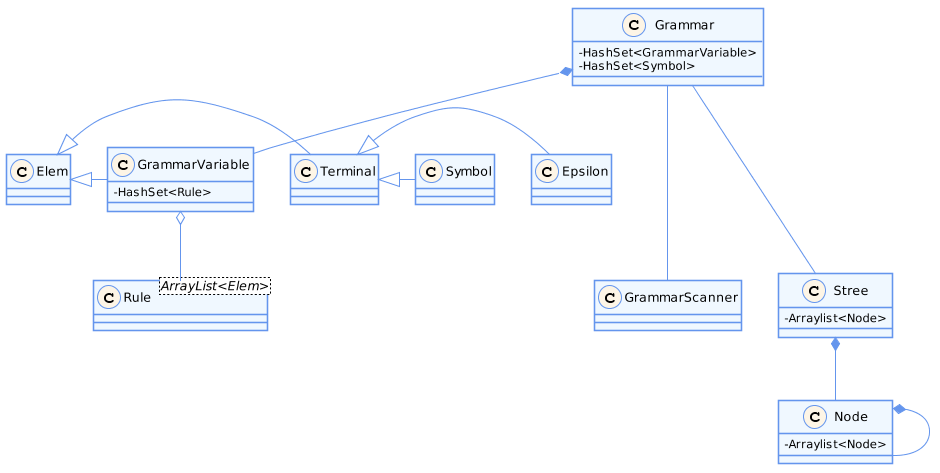 C Grammar
-HashSet<GrammarVariable>
-HashSet<Symbol>
C Elem
C GrammarVariable
-HashSet<Rule>
C Terminal
C Symbol
C Epsilon
C Rule
ArrayList<Elem>
C GrammarScanner
C Stree
-Arraylist<Node>
C Node
-Arraylist<Node>